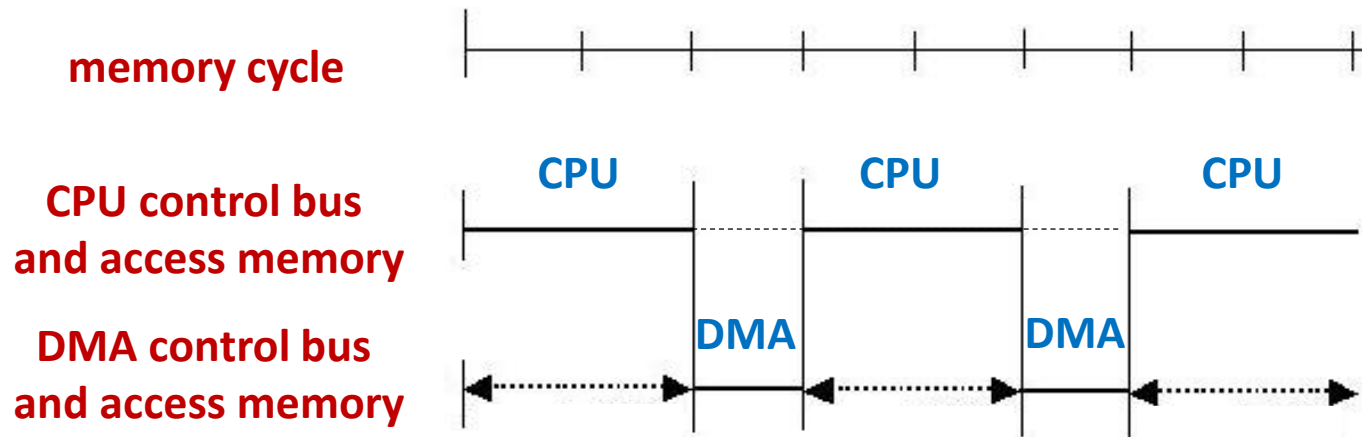 memory cycle
CPU CPU CPU
CPU control bus
and access memory
DMA DMA
DMA control bus
and access memory